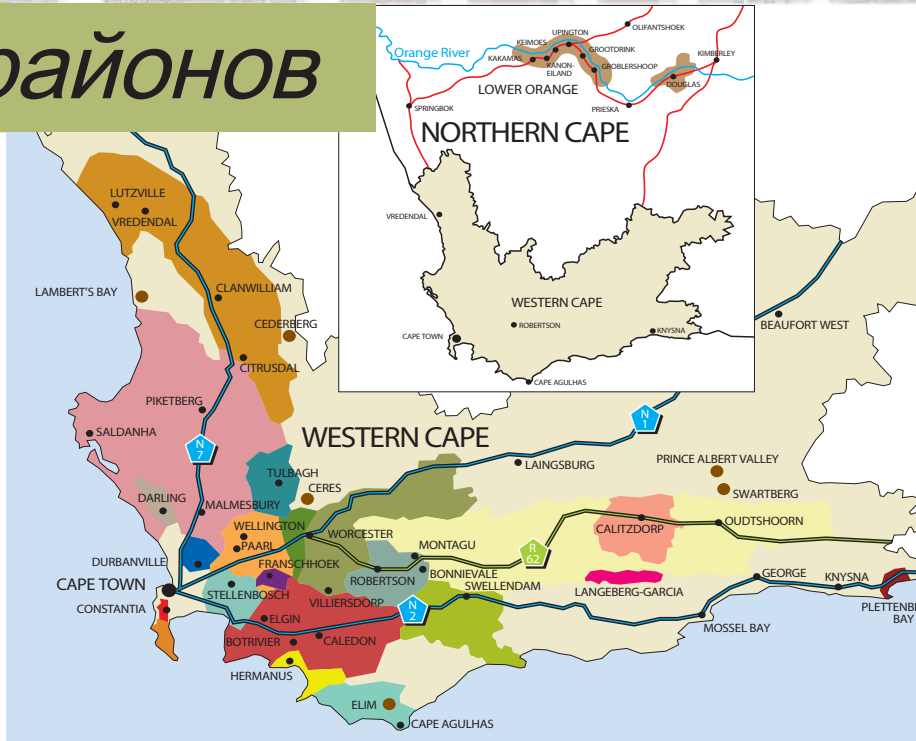 районов
OLIFANTSHOEK
UPINGTON
KEIMOES
GROOTDRINK
Orange River
KAKAMAS
KANON-
EILAND
GROBLERSHOOP
KIMBERLEY
DOUGLAS
LOWER ORANGE
SPRINGBOK
PRIESKA
NORTHERN CAPE
VREDENDAL
WESTERN CAPE
ROBERTSON
CAPE TOWN
KNYSNA
CAPE AGULHAS
LUTZVILLE
VREDENDAL
LAMBERT'S BAY
CLANWILLIAM
CEDERBERG
BEAUFORT WEST
CITRUSDAL
PIKETBERG
SALDANHA
N
7
WESTERN CAPE
N
1
LAINGSBURG
PRINCE ALBERT VALLEY
TULBAGH
CERES
SWARTBERG
DARLING
MALMESBURY
WELLINGTON
PAARL
WORCESTER
CALITZDORP
OUDTSHOORN
MONTAGU
R
62
DURBANVILLE
FRANSCHHOEK
ROBERTSON
BONNIEVALE
CAPE TOWN
STELLENBOSCH
VILLIERSDORP
SWELLENDAM
LANGEBERG-GARCIA
GEORGE
KNYSNA
CONSTANTIA
ELGIN
N
2
PLETTENBE
BAY
MOSSEL BAY
BOTRIVIER
CALEDON
HERMANUS
ELIM
CAPE AGULHAS